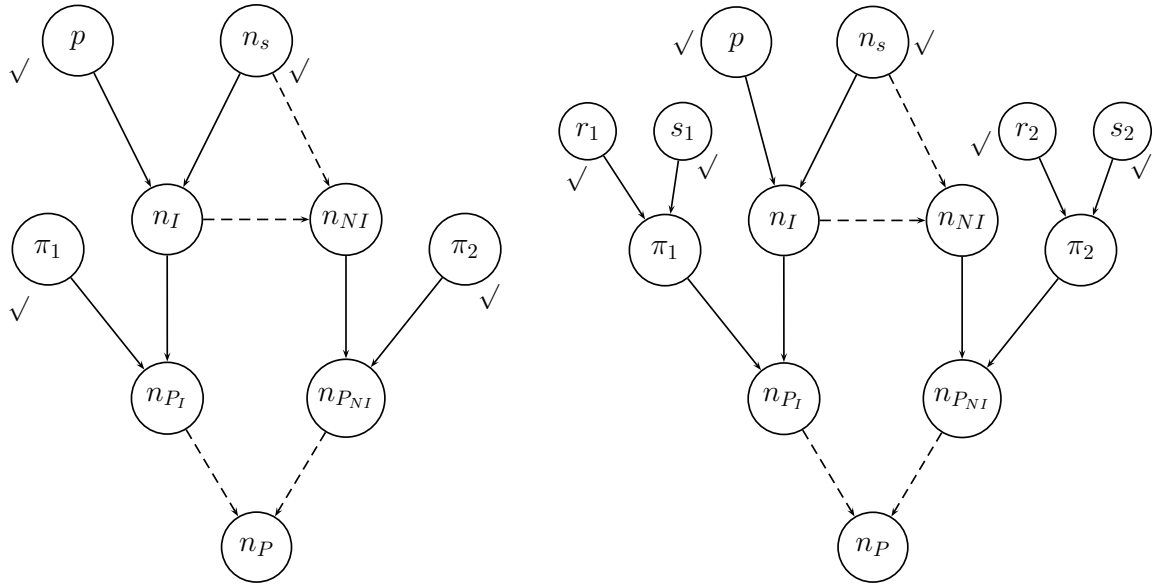 p n_s p n_s
√ √ √ √
r_1 s_1 r_2 s_2
√ √ √ √
n_I n_{NI} n_I n_{NI}
π_1 π_2 π_1 π_2
√ √
n_{P_I} n_{P_{NI}} n_{P_I} n_{P_{NI}}
n_P n_P